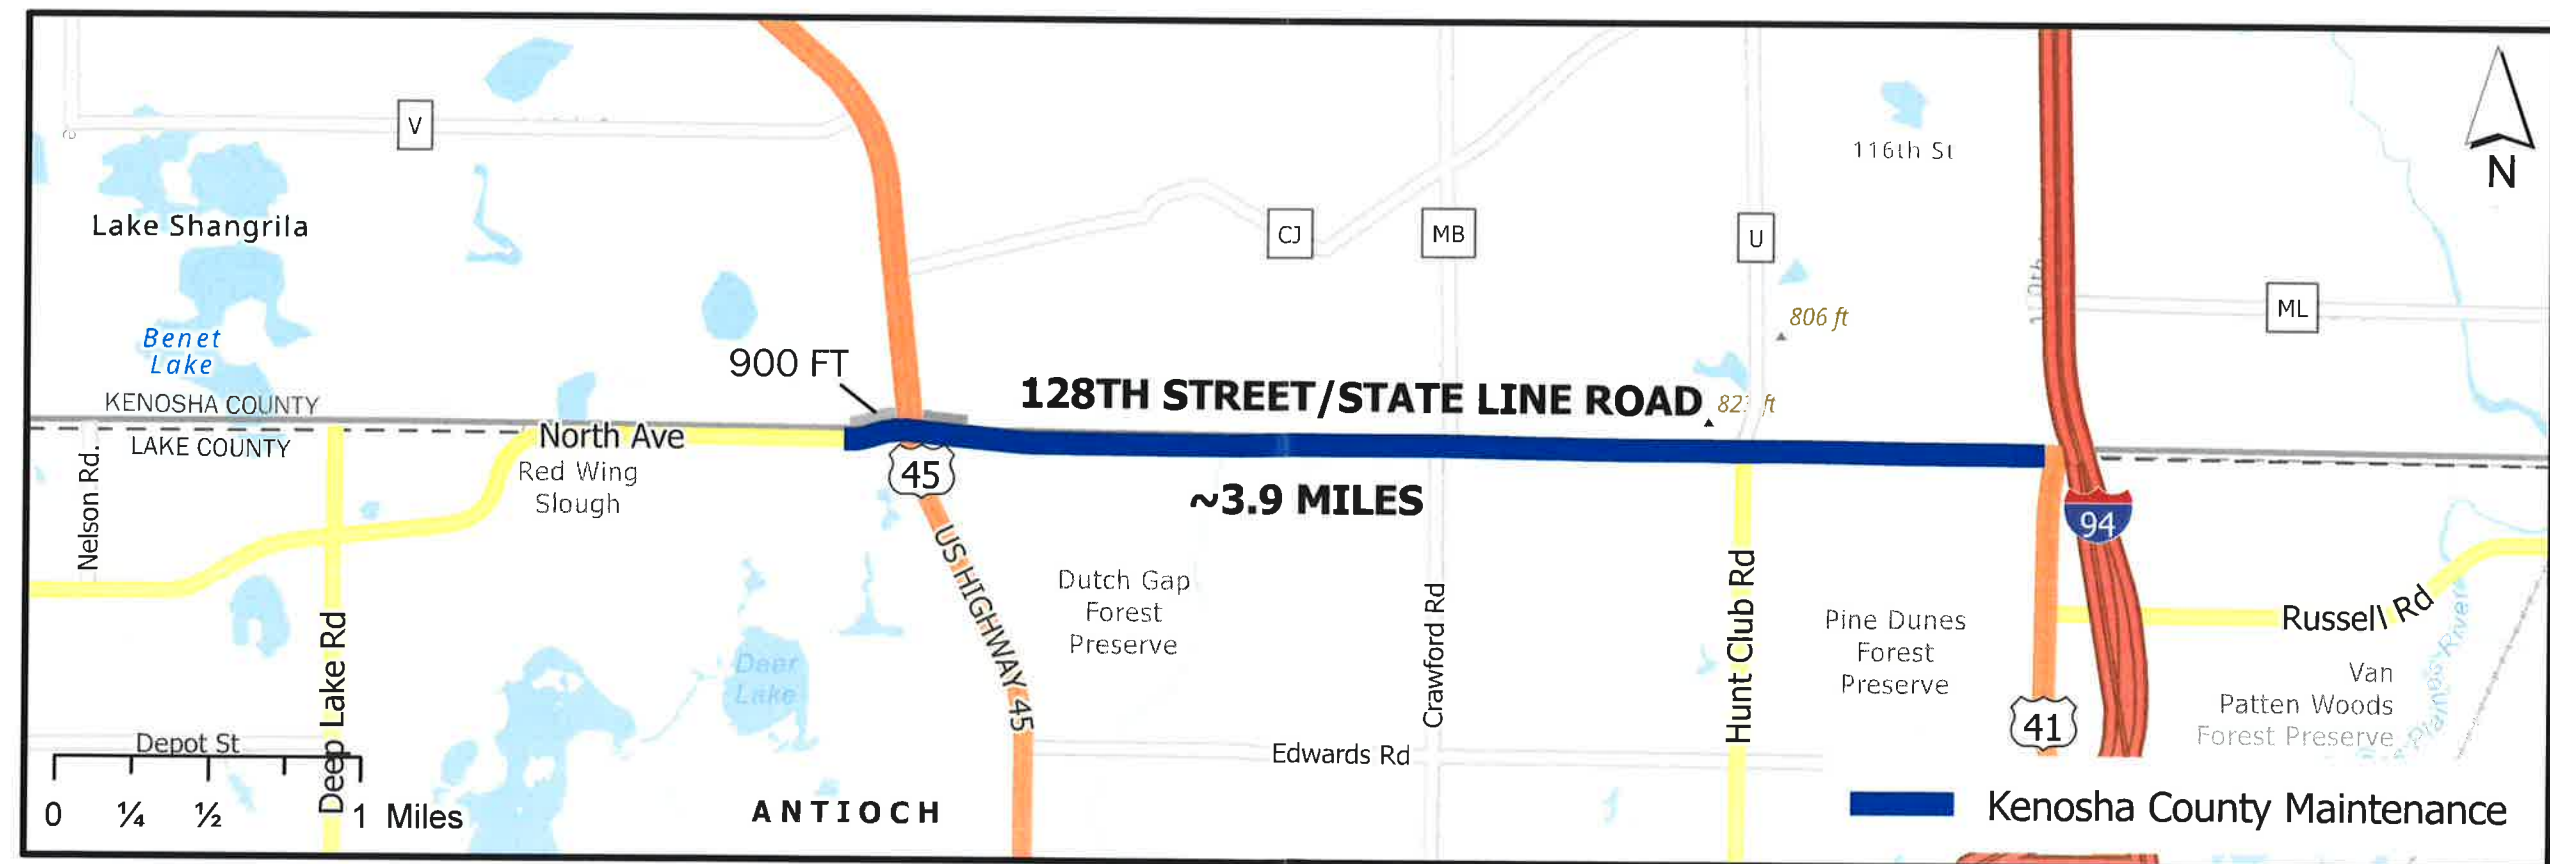 V
116th St
N
Lake Shangrila
CJ
MB
U
ML
806 ft
Benet
Lake
900 FT
128TH STREET/STATE LINE ROAD
KENOSHA COUNTY
LAKE COUNTY
North Ave
Red Wing
Slough
45
~3.9 MILES
94
Nelson Rd.
US HIGHWAY 45
Dutch Gap
Forest
Preserve
Crawford Rd
Hunt Club Rd
Pine Dunes
Forest
Preserve
Russell Rd
Deep Lake Rd
Deer
Lake
Van
Patten Woods
Forest Preserve
Plaines River
41
Depot St
Edwards Rd
0 ¼ ½ 1 Miles
ANTIOCH
Kenosha County Maintenance